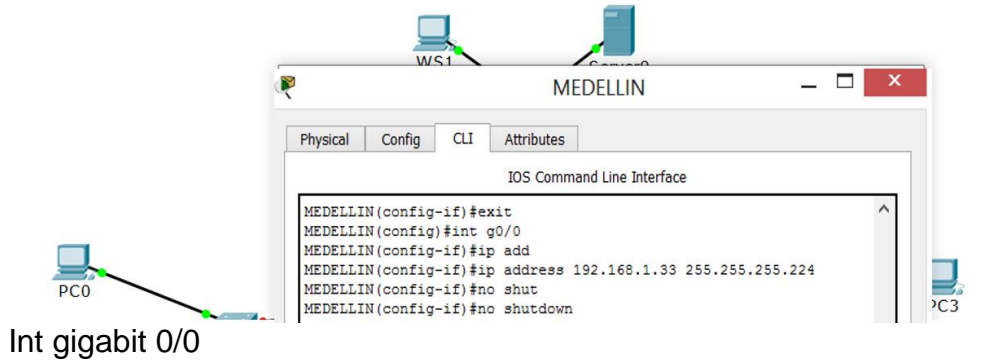 WS1
MEDELLIN
Physical Config CLI Attributes
IOS Command Line Interface
MEDELLIN(config-if)#exit
MEDELLIN(config)#int g0/0
MEDELLIN(config-if)#ip add
MEDELLIN(config-if)#ip address 192.168.1.33 255.255.255.224
MEDELLIN(config-if)#no shut
MEDELLIN(config-if)#no shutdown
PC0
PC3
Int gigabit 0/0